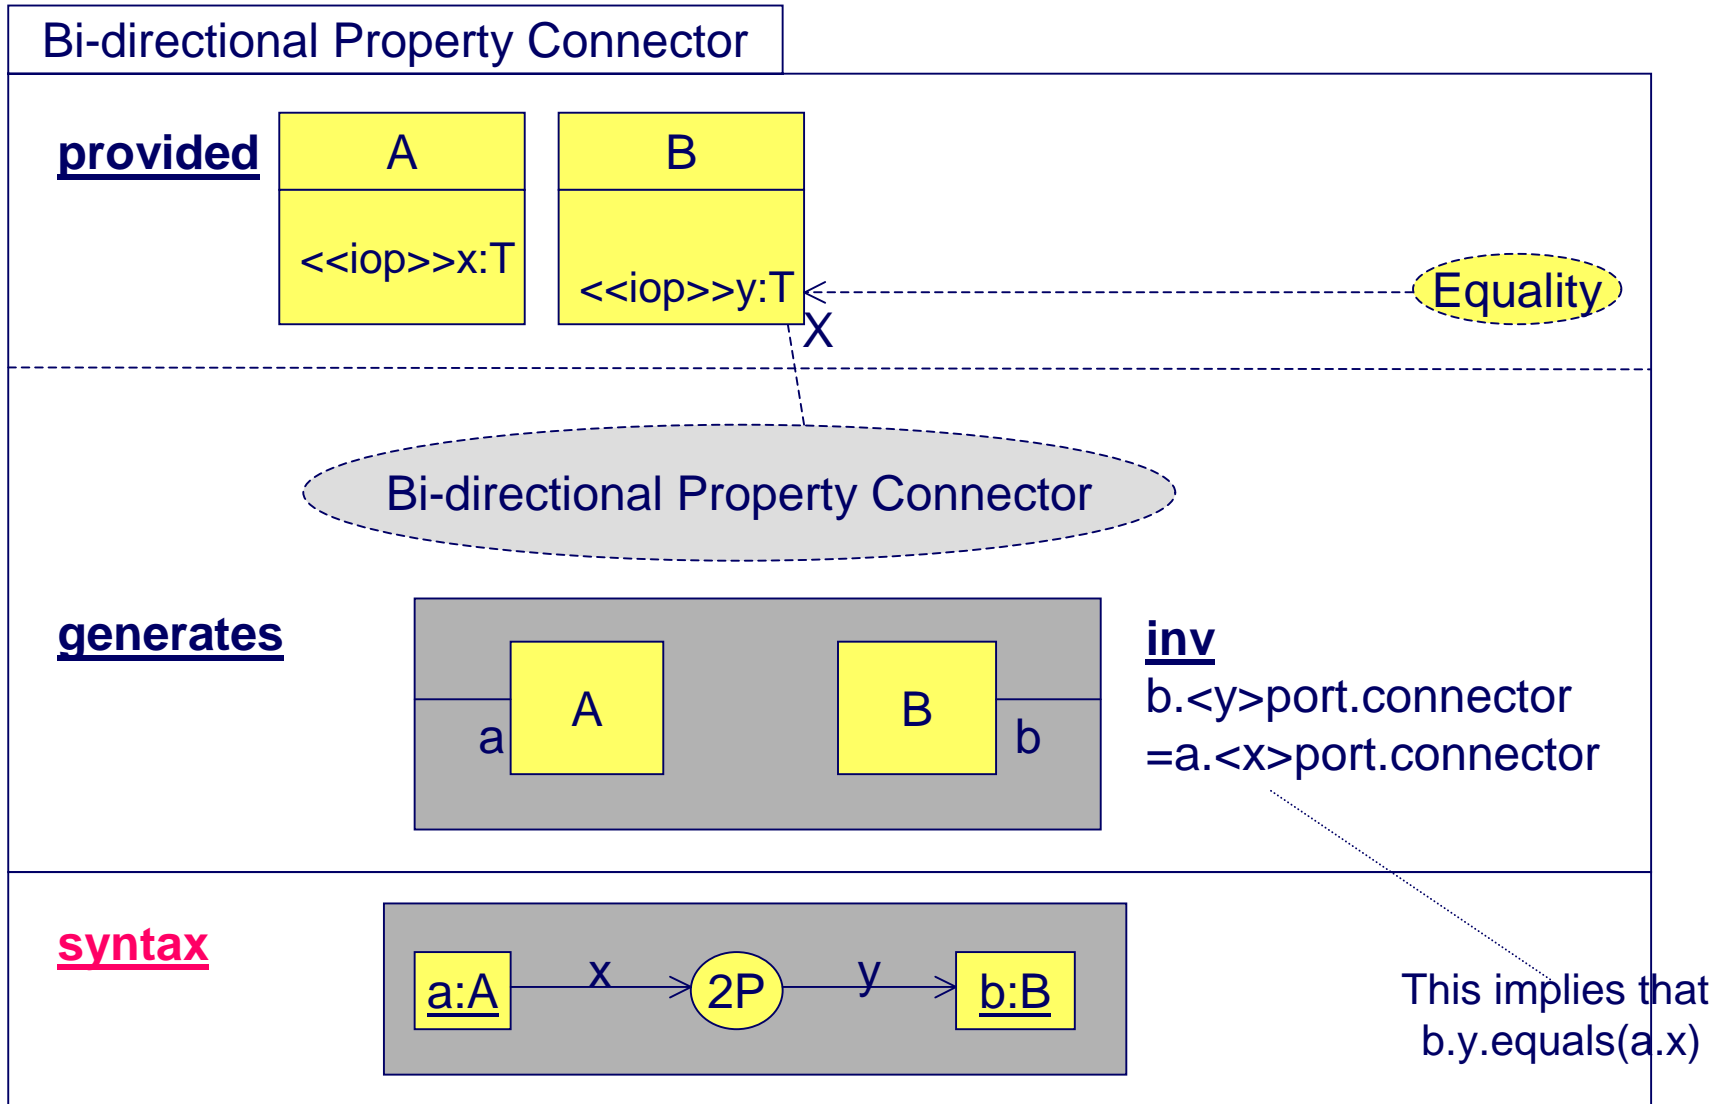 Bi-directional Property Connector
provided
A
B
<<iop>>x:T
<<iop>>y:T
X
Equality
Bi-directional Property Connector
generates
A
a
B
b
inv
b.<y>port.connector
=a.<x>port.connector
syntax
a:A
x
2P
y
b:B
This implies that
b.y.equals(a.x)